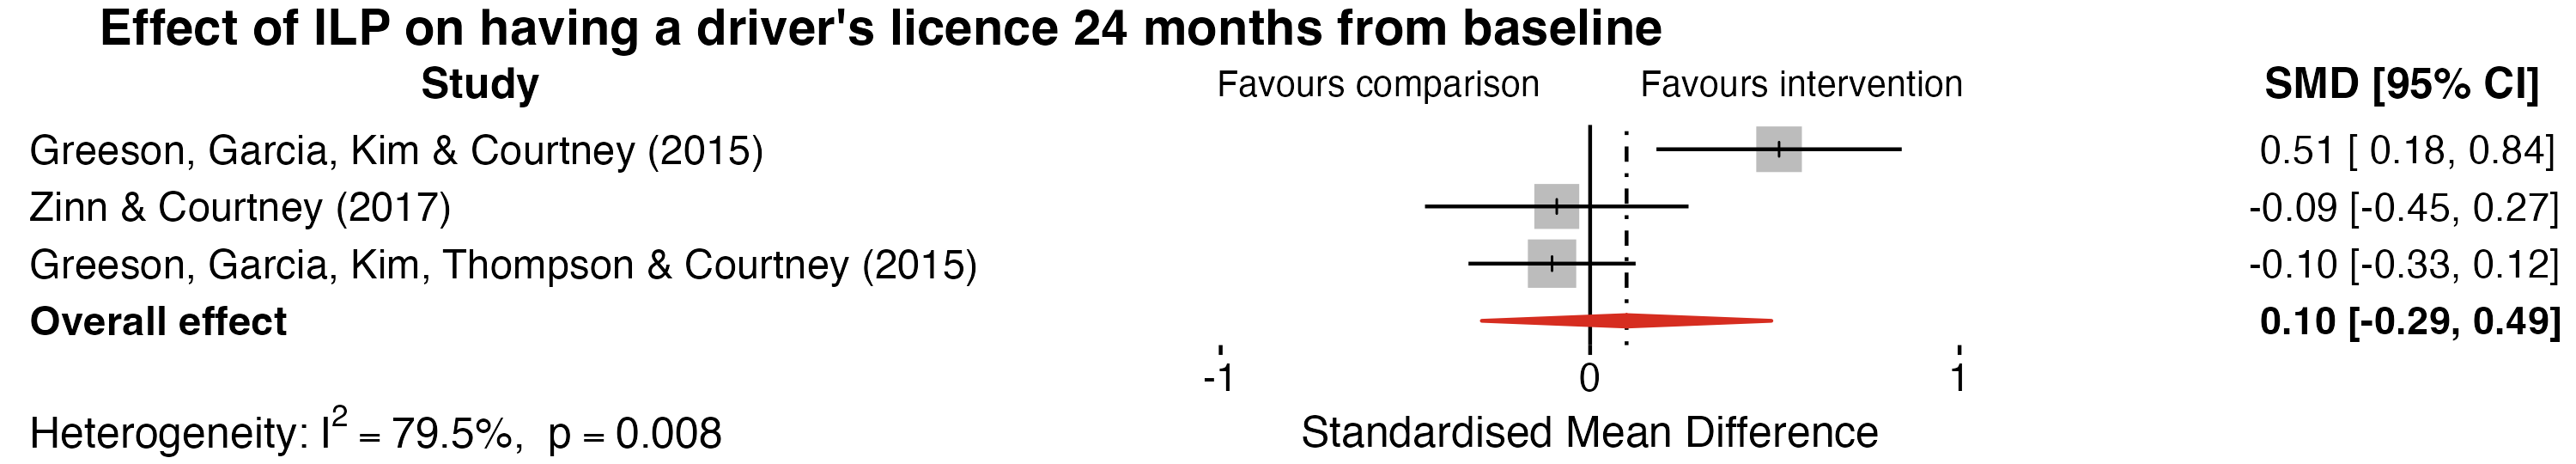 Effect of ILP on having a driver's licence 24 months from baseline
Study Favours comparison Favours intervention SMD [95% CI]
Greeson, Garcia, Kim & Courtney (2015) 0.51 [ 0.18, 0.84]
Zinn & Courtney (2017) -0.09 [-0.45, 0.27]
Greeson, Garcia, Kim, Thompson & Courtney (2015) -0.10 [-0.33, 0.12]
Overall effect 0.10 [-0.29, 0.49]
-1 0 1
Heterogeneity: I² = 79.5%, p = 0.008 Standardised Mean Difference